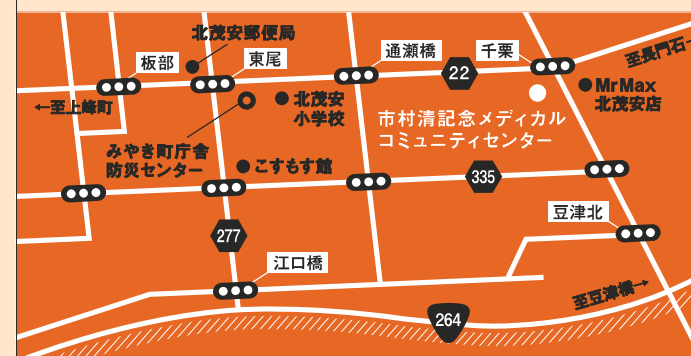 北茂安郵便局
板部
東尾
通瀬橋
千栗
22
至長門石→
←至上峰町
北茂安
小学校
MrMax
北茂安店
市村清記念メディカル
コミュニティセンター
みやき町庁舎
防災センター
こすもす館
335
豆津北
277
江口橋
至豆津橋→
264